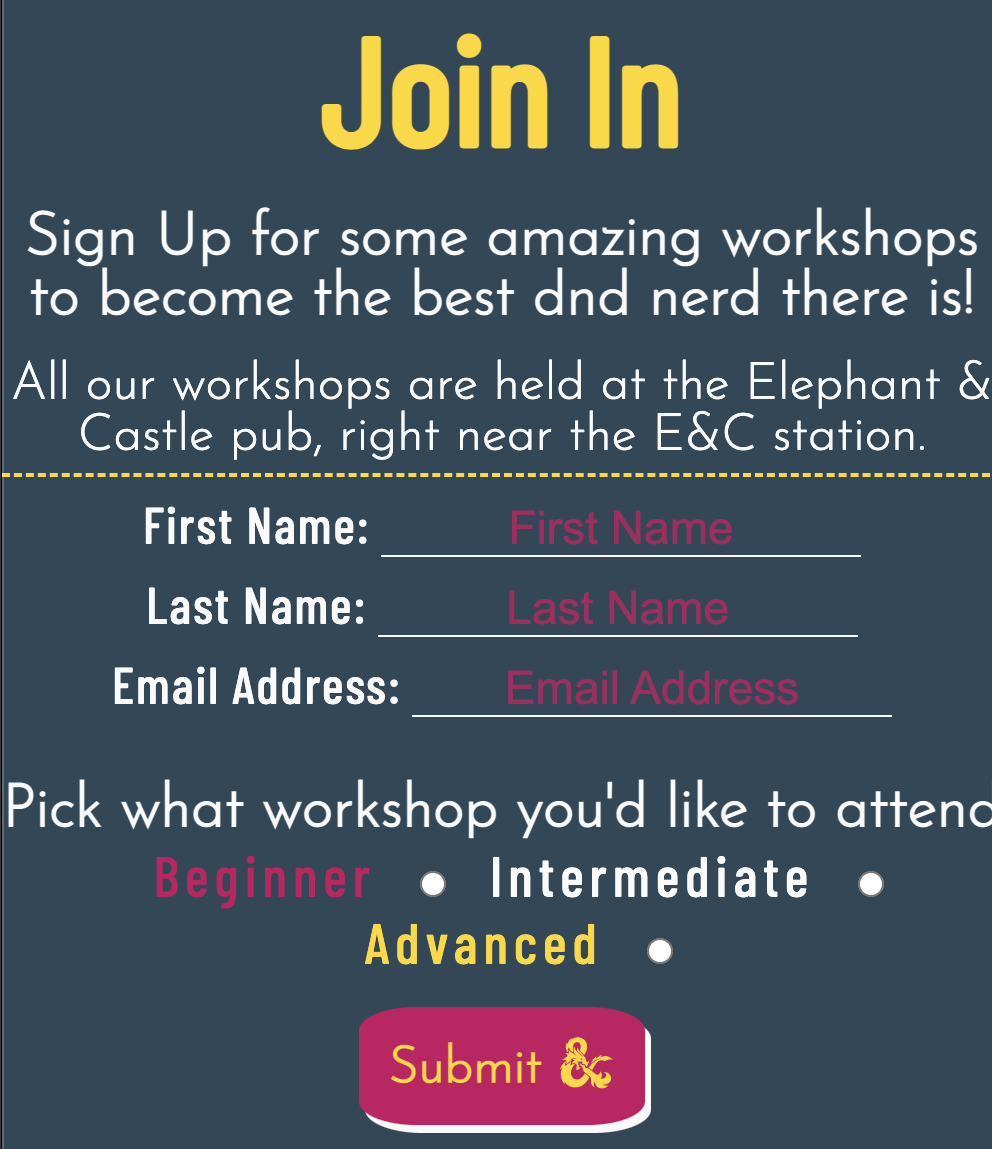 Join In
Sign Up for some amazing workshops
to become the best dnd nerd there is!
All our workshops are held at the Elephant &
Castle pub, right near the E&C station.
First Name: First Name
Last Name: Last Name
Email Address: Email Address
Pick what workshop you'd like to attend
Beginner Intermediate
Advanced
Submit &